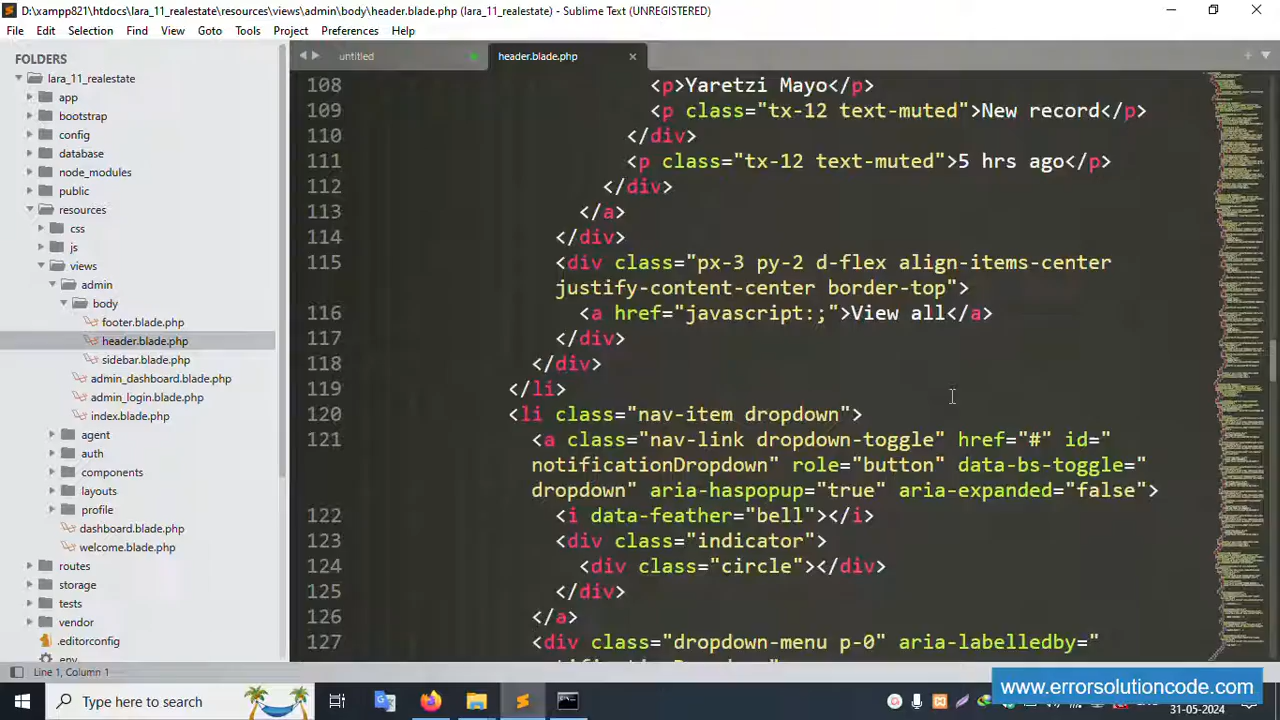 D:\xampp821\htdocs\lara_11_realestate\resources\views\admin\body\header.blade.php (lara_11_realestate) - Sublime Text (UNREGISTERED)
File Edit Selection Find View Goto Tools Project Preferences Help
FOLDERS
lara_11_realestate
app
bootstrap
config
database
node_modules
public
resources
css
js
views
admin
body
footer.blade.php
header.blade.php
sidebar.blade.php
admin_dashboard.blade.php
admin_login.blade.php
index.blade.php
agent
auth
components
layouts
profile
dashboard.blade.php
welcome.blade.php
routes
storage
tests
vendor
.editorconfig
untitled header.blade.php
108 <p>Yaretzi Mayo</p>
109 <p class="tx-12 text-muted">New record</p>
110 </div>
111 <p class="tx-12 text-muted">5 hrs ago</p>
112 </div>
113 </a>
114 </div>
115 <div class="px-3 py-2 d-flex align-items-center
justify-content-center border-top">
116 <a href="javascript:;">View all</a>
117 </div>
118 </div>
119 </li>
120 <li class="nav-item dropdown">
121 <a class="nav-link dropdown-toggle" href="#" id="
notificationDropdown" role="button" data-bs-toggle="
dropdown" aria-haspopup="true" aria-expanded="false">
122 <i data-feather="bell"></i>
123 <div class="indicator">
124 <div class="circle"></div>
125 </div>
126 </a>
127 <div class="dropdown-menu p-0" aria-labelledby="
Line 1, Column 1
Type here to search
www.errorsolutioncode.com
31-05-2024